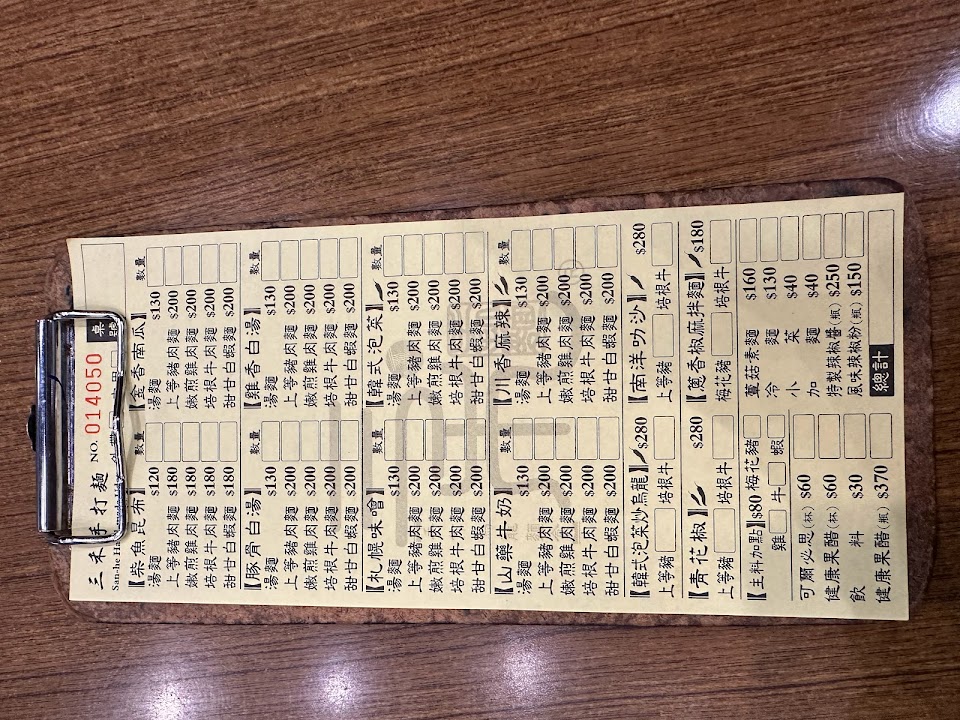 三禾手打麵 NO. 014050 桌號
San-he Ha
【柴魚昆布】 數量
湯麵 $120
上等豬肉麵 $180
嫩煎雞肉麵 $180
培根牛肉麵 $180
甜甘白蝦麵 $180
【金香南瓜】 數量
湯麵 $130
上等豬肉麵 $200
嫩煎雞肉麵 $200
培根牛肉麵 $200
甜甘白蝦麵 $200
【豚骨白湯】 數量
湯麵 $130
上等豬肉麵 $200
嫩煎雞肉麵 $200
培根牛肉麵 $200
甜甘白蝦麵 $200
【雞香白湯】 數量
湯麵 $130
上等豬肉麵 $200
嫩煎雞肉麵 $200
培根牛肉麵 $200
甜甘白蝦麵 $200
【札幌味噌】 數量
湯麵 $130
上等豬肉麵 $200
嫩煎雞肉麵 $200
培根牛肉麵 $200
甜甘白蝦麵 $200
【韓式泡菜】 數量
湯麵 $130
上等豬肉麵 $200
嫩煎雞肉麵 $200
培根牛肉麵 $200
甜甘白蝦麵 $200
【山藥牛奶】 數量
湯麵 $130
上等豬肉麵 $200
嫩煎雞肉麵 $200
培根牛肉麵 $200
甜甘白蝦麵 $200
【川香麻辣】 數量
湯麵 $130
上等豬肉麵 $200
嫩煎雞肉麵 $200
培根牛肉麵 $200
甜甘白蝦麵 $200
【韓式泡菜炒烏龍】 $280
上等豬 培根牛
【南洋叻沙】 $280
上等豬 培根牛
【青花椒】 $280
上等豬 培根牛
【蔥香椒麻拌麵】 $180
梅花豬 培根牛
【主料加點】$80 梅花豬
雞 牛 蝦
蕈菇素麵 $160
冷麵 $130
小菜 $40
加麵 $40
特製辣椒醬(瓶) $250
風味辣椒粉(瓶) $150
可爾必思(杯) $60
健康果醋(杯) $60
飲料 $30
健康果醋(瓶) $370
總計